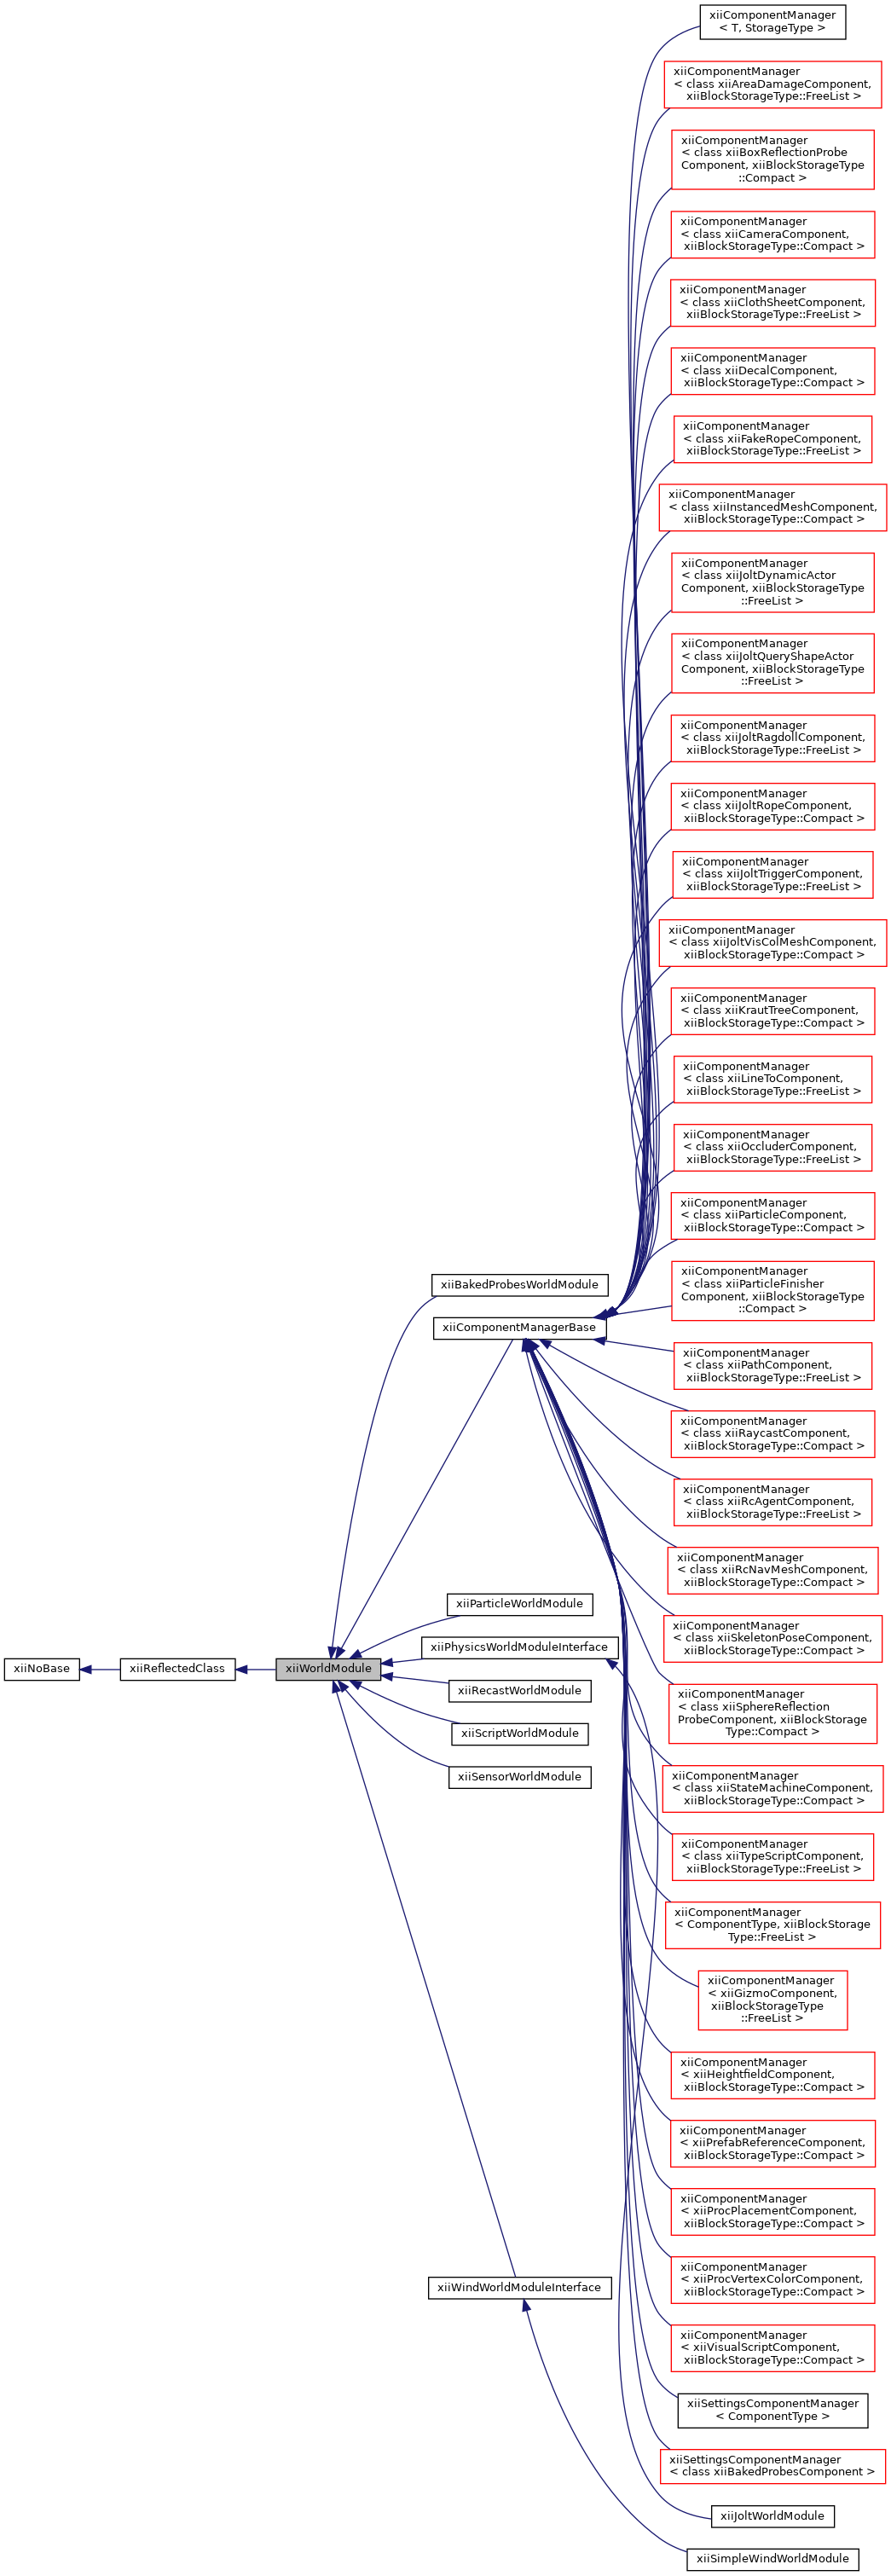 xiiComponentManager
< T, StorageType >
xiiComponentManager
< class xiiAreaDamageComponent,
xiiBlockStorageType::FreeList >
xiiComponentManager
< class xiiBoxReflectionProbe
Component, xiiBlockStorageType
::Compact >
xiiComponentManager
< class xiiCameraComponent,
xiiBlockStorageType::Compact >
xiiComponentManager
< class xiiClothSheetComponent,
xiiBlockStorageType::FreeList >
xiiComponentManager
< class xiiDecalComponent,
xiiBlockStorageType::Compact >
xiiComponentManager
< class xiiFakeRopeComponent,
xiiBlockStorageType::FreeList >
xiiComponentManager
< class xiiInstancedMeshComponent,
xiiBlockStorageType::Compact >
xiiComponentManager
< class xiiJoltDynamicActor
Component, xiiBlockStorageType
::FreeList >
xiiComponentManager
< class xiiJoltQueryShapeActor
Component, xiiBlockStorageType
::FreeList >
xiiComponentManager
< class xiiJoltRagdollComponent,
xiiBlockStorageType::FreeList >
xiiComponentManager
< class xiiJoltRopeComponent,
xiiBlockStorageType::Compact >
xiiComponentManager
< class xiiJoltTriggerComponent,
xiiBlockStorageType::FreeList >
xiiComponentManager
< class xiiJoltVisColMeshComponent,
xiiBlockStorageType::Compact >
xiiComponentManager
< class xiiKrautTreeComponent,
xiiBlockStorageType::Compact >
xiiComponentManager
< class xiiLineToComponent,
xiiBlockStorageType::FreeList >
xiiComponentManager
< class xiiOccluderComponent,
xiiBlockStorageType::FreeList >
xiiComponentManager
< class xiiParticleComponent,
xiiBlockStorageType::Compact >
xiiComponentManager
< class xiiParticleFinisher
Component, xiiBlockStorageType
::Compact >
xiiBakedProbesWorldModule
xiiComponentManagerBase
xiiComponentManager
< class xiiPathComponent,
xiiBlockStorageType::FreeList >
xiiComponentManager
< class xiiRaycastComponent,
xiiBlockStorageType::Compact >
xiiComponentManager
< class xiiRcAgentComponent,
xiiBlockStorageType::FreeList >
xiiComponentManager
< class xiiRcNavMeshComponent,
xiiBlockStorageType::Compact >
xiiParticleWorldModule
xiiComponentManager
< class xiiSkeletonPoseComponent,
xiiBlockStorageType::Compact >
xiiPhysicsWorldModuleInterface
xiiNoBase
xiiReflectedClass
xiiWorldModule
xiiRecastWorldModule
xiiComponentManager
< class xiiSphereReflection
ProbeComponent, xiiBlockStorage
Type::Compact >
xiiScriptWorldModule
xiiSensorWorldModule
xiiComponentManager
< class xiiStateMachineComponent,
xiiBlockStorageType::Compact >
xiiComponentManager
< class xiiTypeScriptComponent,
xiiBlockStorageType::FreeList >
xiiComponentManager
< ComponentType, xiiBlockStorage
Type::FreeList >
xiiComponentManager
< xiiGizmoComponent,
xiiBlockStorageType
::FreeList >
xiiComponentManager
< xiiHeightfieldComponent,
xiiBlockStorageType::Compact >
xiiComponentManager
< xiiPrefabReferenceComponent,
xiiBlockStorageType::Compact >
xiiComponentManager
< xiiProcPlacementComponent,
xiiBlockStorageType::Compact >
xiiComponentManager
< xiiProcVertexColorComponent,
xiiBlockStorageType::Compact >
xiiWindWorldModuleInterface
xiiComponentManager
< xiiVisualScriptComponent,
xiiBlockStorageType::Compact >
xiiSettingsComponentManager
< ComponentType >
xiiSettingsComponentManager
< class xiiBakedProbesComponent >
xiiJoltWorldModule
xiiSimpleWindWorldModule